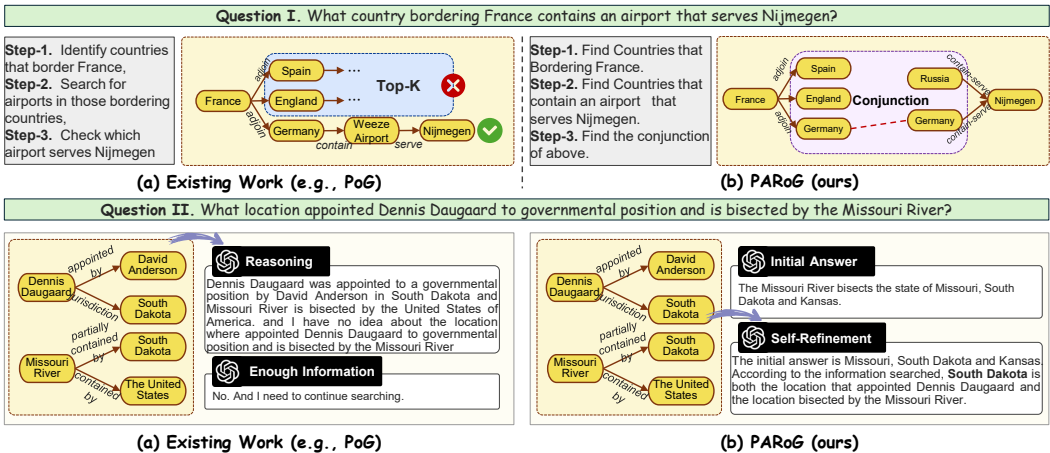 Question I. What country bordering France contains an airport that serves Nijmegen?
Step-1. Identify countries
that border France,
Step-2. Search for
airports in those bordering
countries,
Step-3. Check which
airport serves Nijmegen
France
adjoin
adjoin
Spain
...
England
...
Top-K
Germany
contain
Weeze
Airport
serve
Nijmegen
(a) Existing Work (e.g., PoG)
Step-1. Find Countries that
Bordering France.
Step-2. Find Countries that
contain an airport that
serves Nijmegen.
Step-3. Find the conjunction
of above.
France
adjoin
adjoin
Spain
England
Germany
Conjunction
Russia
Germany
contain-serve
contain-serve
Nijmegen
(b) PARoG (ours)
Question II. What location appointed Dennis Daugaard to governmental position and is bisected by the Missouri River?
Dennis
Daugaard
appointed
by
David
Anderson
jurisdiction
South
Dakota
Missouri
River
partially
contained
by
South
Dakota
contained
by
The United
States
Reasoning
Dennis Daugaard was appointed to a governmental
position by David Anderson in South Dakota and
Missouri River is bisected by the United States of
America. and I have no idea about the location
where appointed Dennis Daugaard to governmental
position and is bisected by the Missouri River
Enough Information
No. And I need to continue searching.
(a) Existing Work (e.g., PoG)
Dennis
Daugaard
appointed
by
David
Anderson
jurisdiction
South
Dakota
Missouri
River
partially
contained
by
South
Dakota
contained
by
The United
States
Initial Answer
The Missouri River bisects the state of Missouri, South
Dakota and Kansas.
Self-Refinement
The initial answer is Missouri, South Dakota and Kansas.
According to the information searched, South Dakota is
both the location that appointed Dennis Daugaard and
the location bisected by the Missouri River.
(b) PARoG (ours)